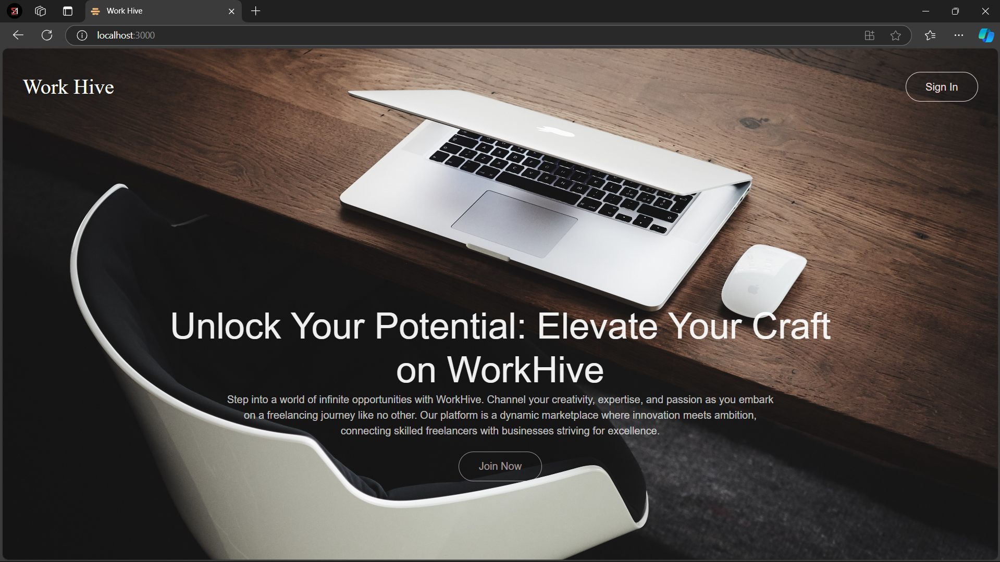 Work Hive
localhost:3000
Work Hive
Sign In
Unlock Your Potential: Elevate Your Craft
on WorkHive
Step into a world of infinite opportunities with WorkHive. Channel your creativity, expertise, and passion as you embark
on a freelancing journey like no other. Our platform is a dynamic marketplace where innovation meets ambition,
connecting skilled freelancers with businesses striving for excellence.
Join Now